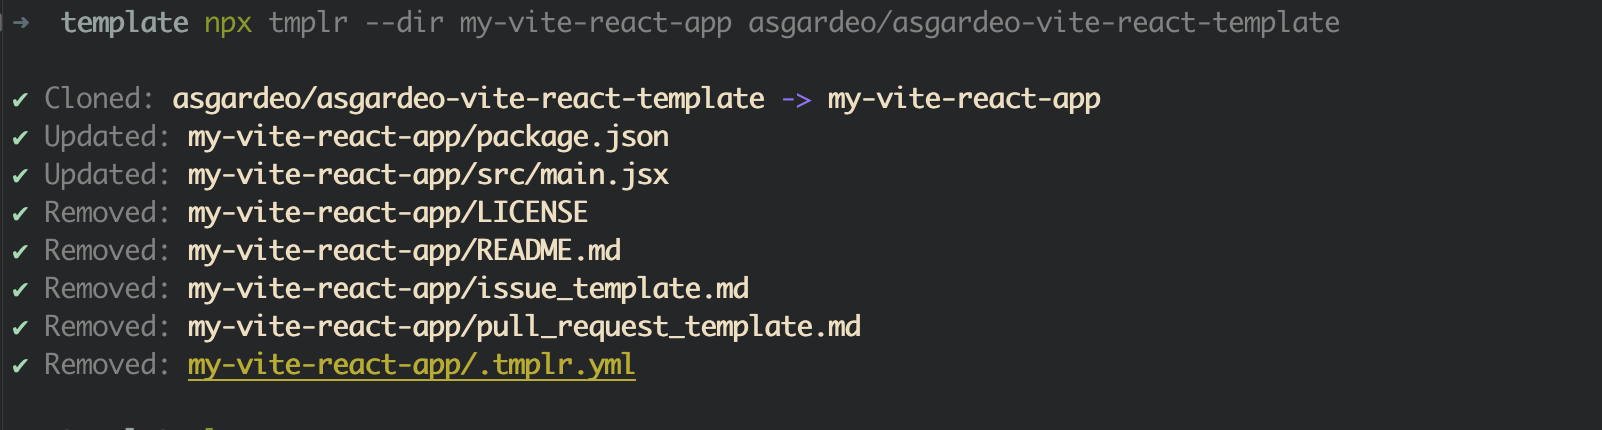 ➜ template npx tmplr --dir my-vite-react-app asgardeo/asgardeo-vite-react-template
✔ Cloned: asgardeo/asgardeo-vite-react-template -> my-vite-react-app
✔ Updated: my-vite-react-app/package.json
✔ Updated: my-vite-react-app/src/main.jsx
✔ Removed: my-vite-react-app/LICENSE
✔ Removed: my-vite-react-app/README.md
✔ Removed: my-vite-react-app/issue_template.md
✔ Removed: my-vite-react-app/pull_request_template.md
✔ Removed: my-vite-react-app/.tmplr.yml